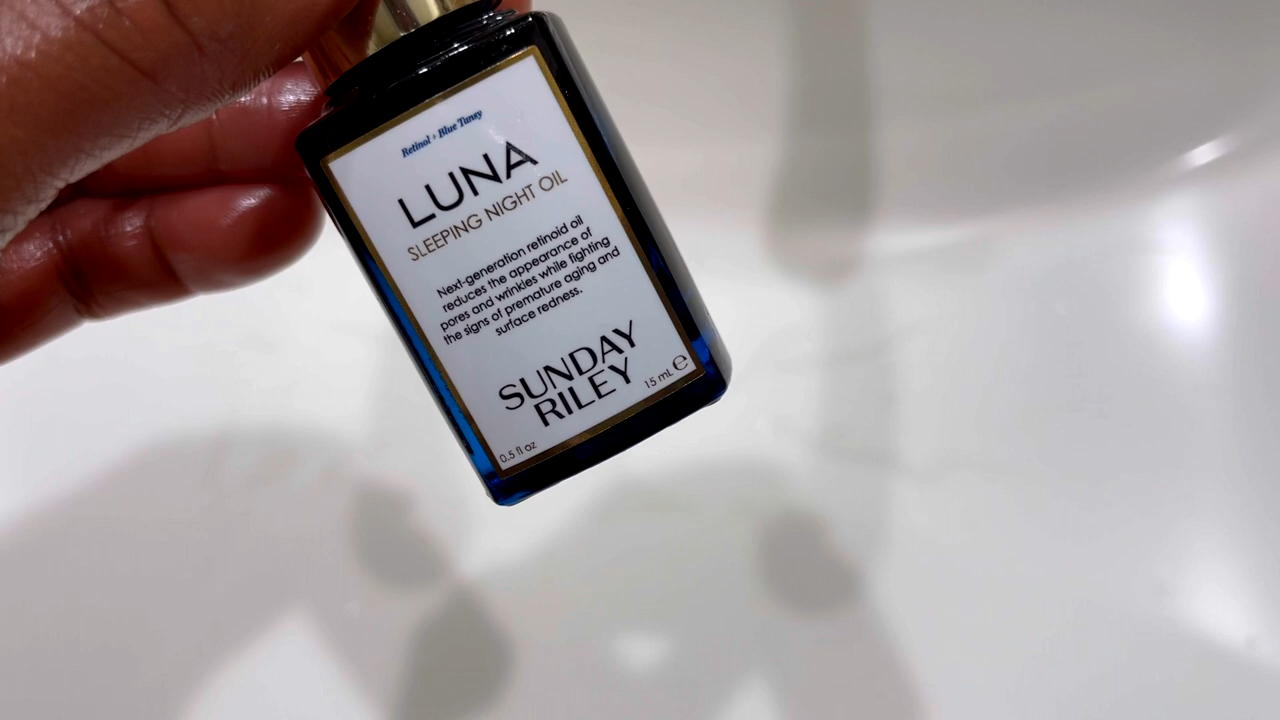 Retinol + Blue Tansy
LUNA
SLEEPING NIGHT OIL
Next-generation retinoid oil
reduces the appearance of
pores and wrinkles while fighting
the signs of premature aging and
surface redness.
SUNDAY
RILEY
0.5 fl oz
15 mL ℮